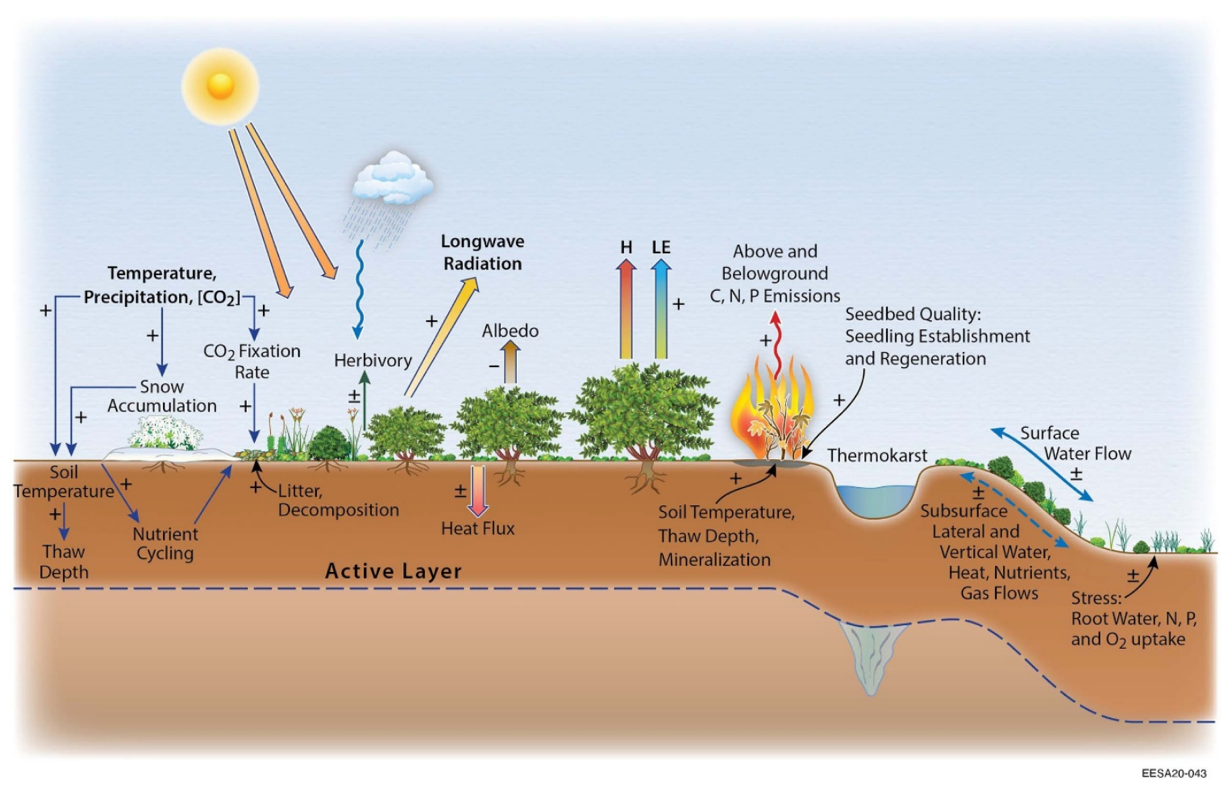 Temperature,
Precipitation, [CO₂]
+
+
+
CO₂ Fixation
Rate
Snow
Accumulation
+
+
Herbivory
±
Longwave
Radiation
+
Albedo
−
H
LE
+
Above and
Belowground
C, N, P Emissions
+
Seedbed Quality:
Seedling Establishment
and Regeneration
+
Thermokarst
Surface
Water Flow
±
Soil
Temperature
+
+
Thaw
Depth
Nutrient
Cycling
+
Litter,
Decomposition
±
Heat Flux
+
Soil Temperature,
Thaw Depth,
Mineralization
±
Subsurface
Lateral and
Vertical Water,
Heat, Nutrients,
Gas Flows
±
Stress:
Root Water, N, P,
and O₂ uptake
Active Layer
EESA20-043